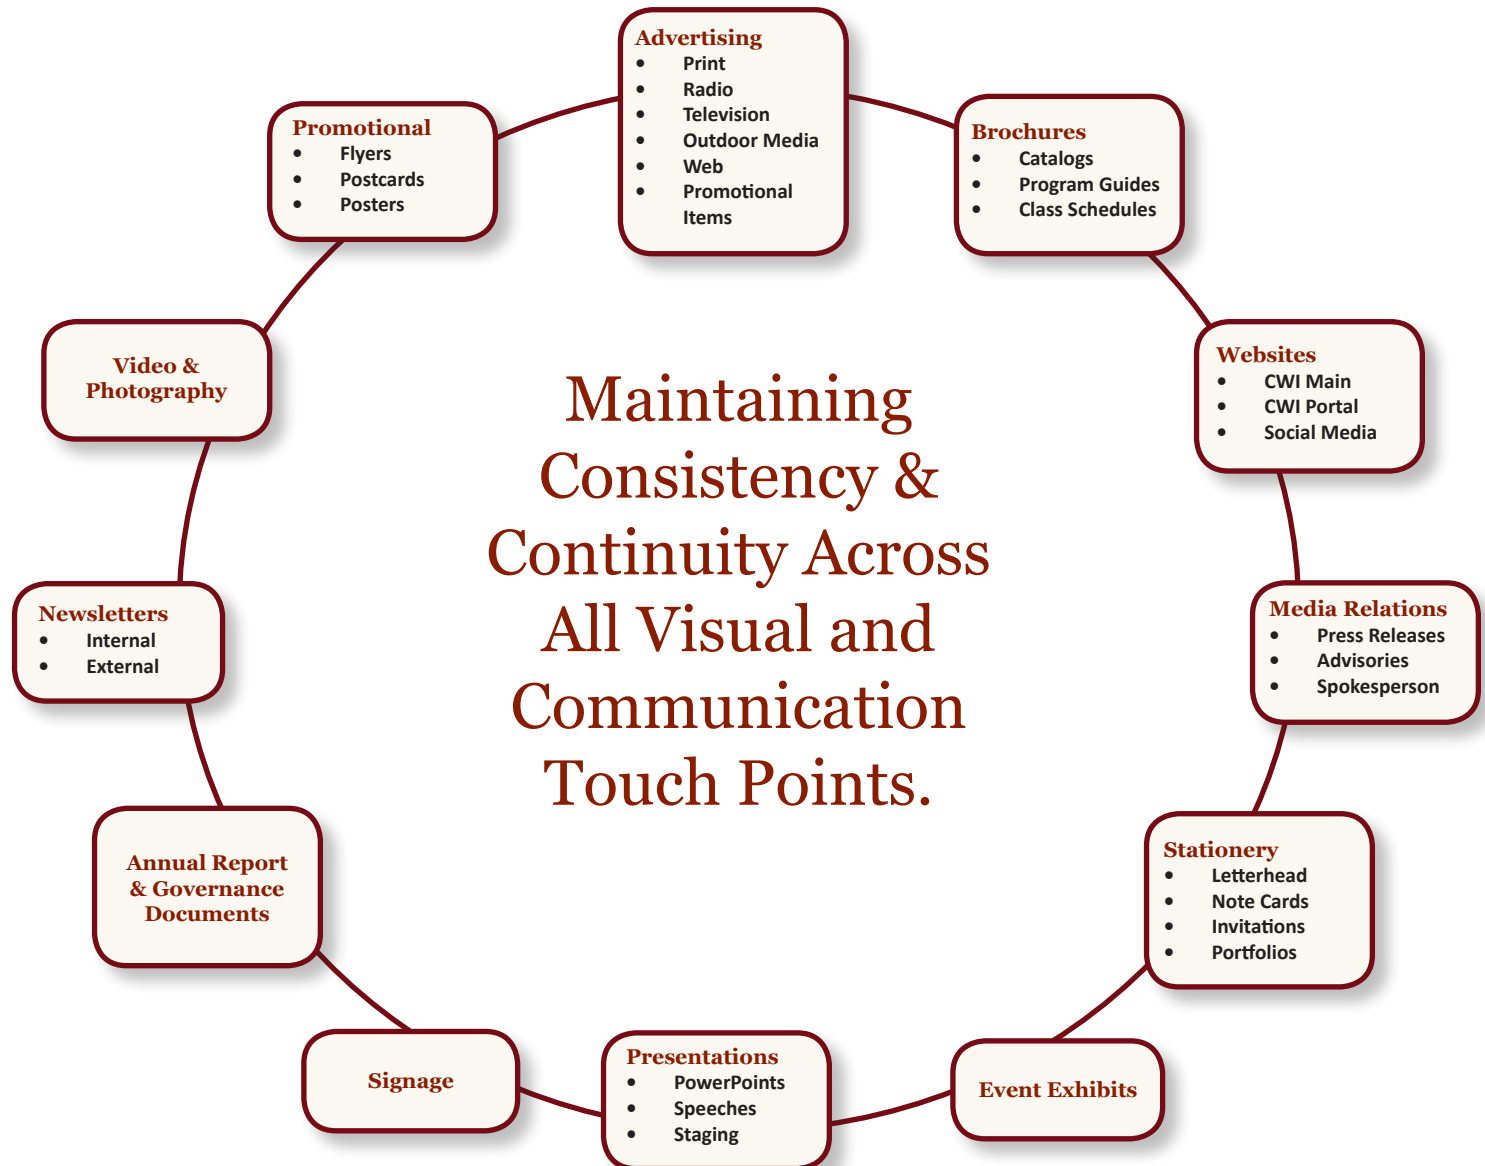 Advertising
• Print
• Radio
• Television
• Outdoor Media
• Web
• Promotional
Items
Brochures
• Catalogs
• Program Guides
• Class Schedules
Websites
• CWI Main
• CWI Portal
• Social Media
Media Relations
• Press Releases
• Advisories
• Spokesperson
Stationery
• Letterhead
• Note Cards
• Invitations
• Portfolios
Event Exhibits
Presentations
• PowerPoints
• Speeches
• Staging
Signage
Annual Report
& Governance
Documents
Newsletters
• Internal
• External
Video &
Photography
Promotional
• Flyers
• Postcards
• Posters
Maintaining
Consistency &
Continuity Across
All Visual and
Communication
Touch Points.